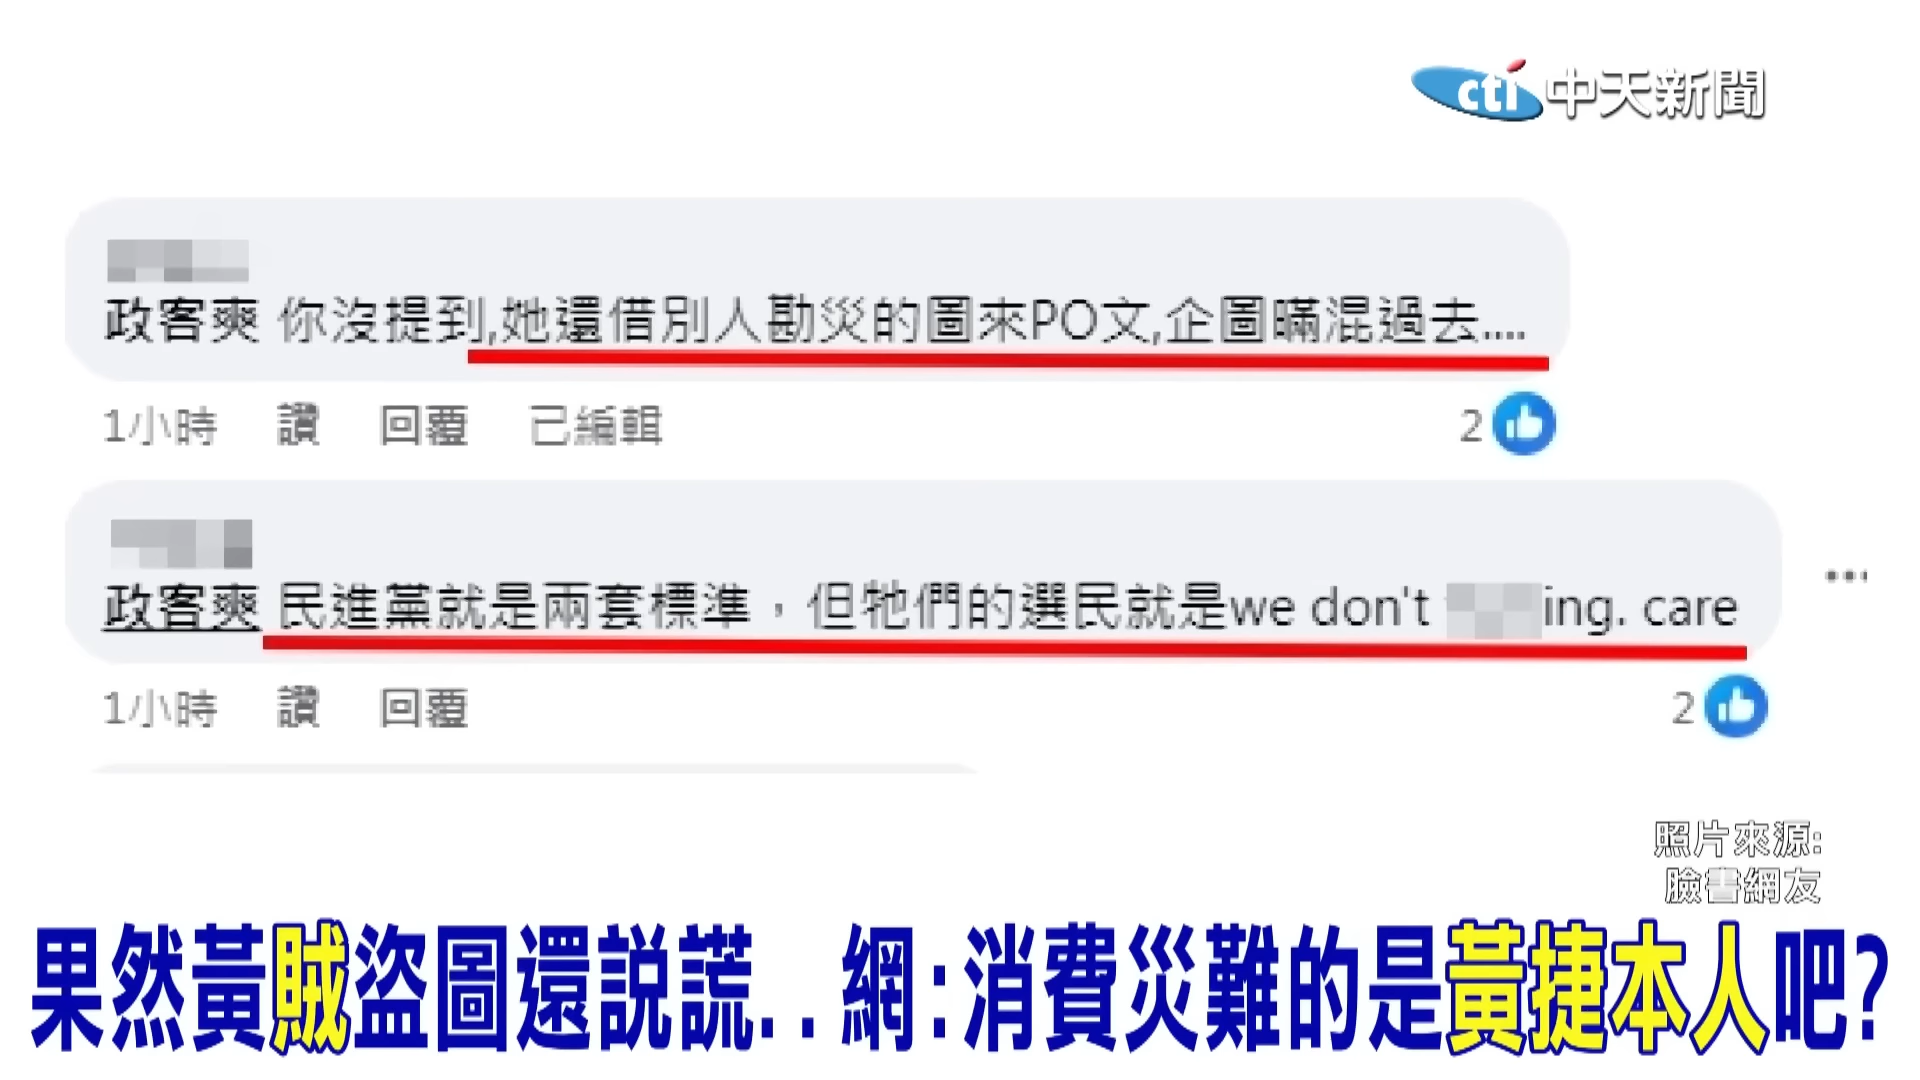 cti 中天新聞
政客爽 你沒提到,她還借別人勘災的圖來PO文,企圖瞞混過去....
1小時 讚 回覆 已編輯 2
政客爽 民進黨就是兩套標準，但牠們的選民就是we don't ing. care
1小時 讚 回覆 2
照片來源:
臉書網友
果然黃賊盜圖還說謊..網:消費災難的是黃捷本人吧?